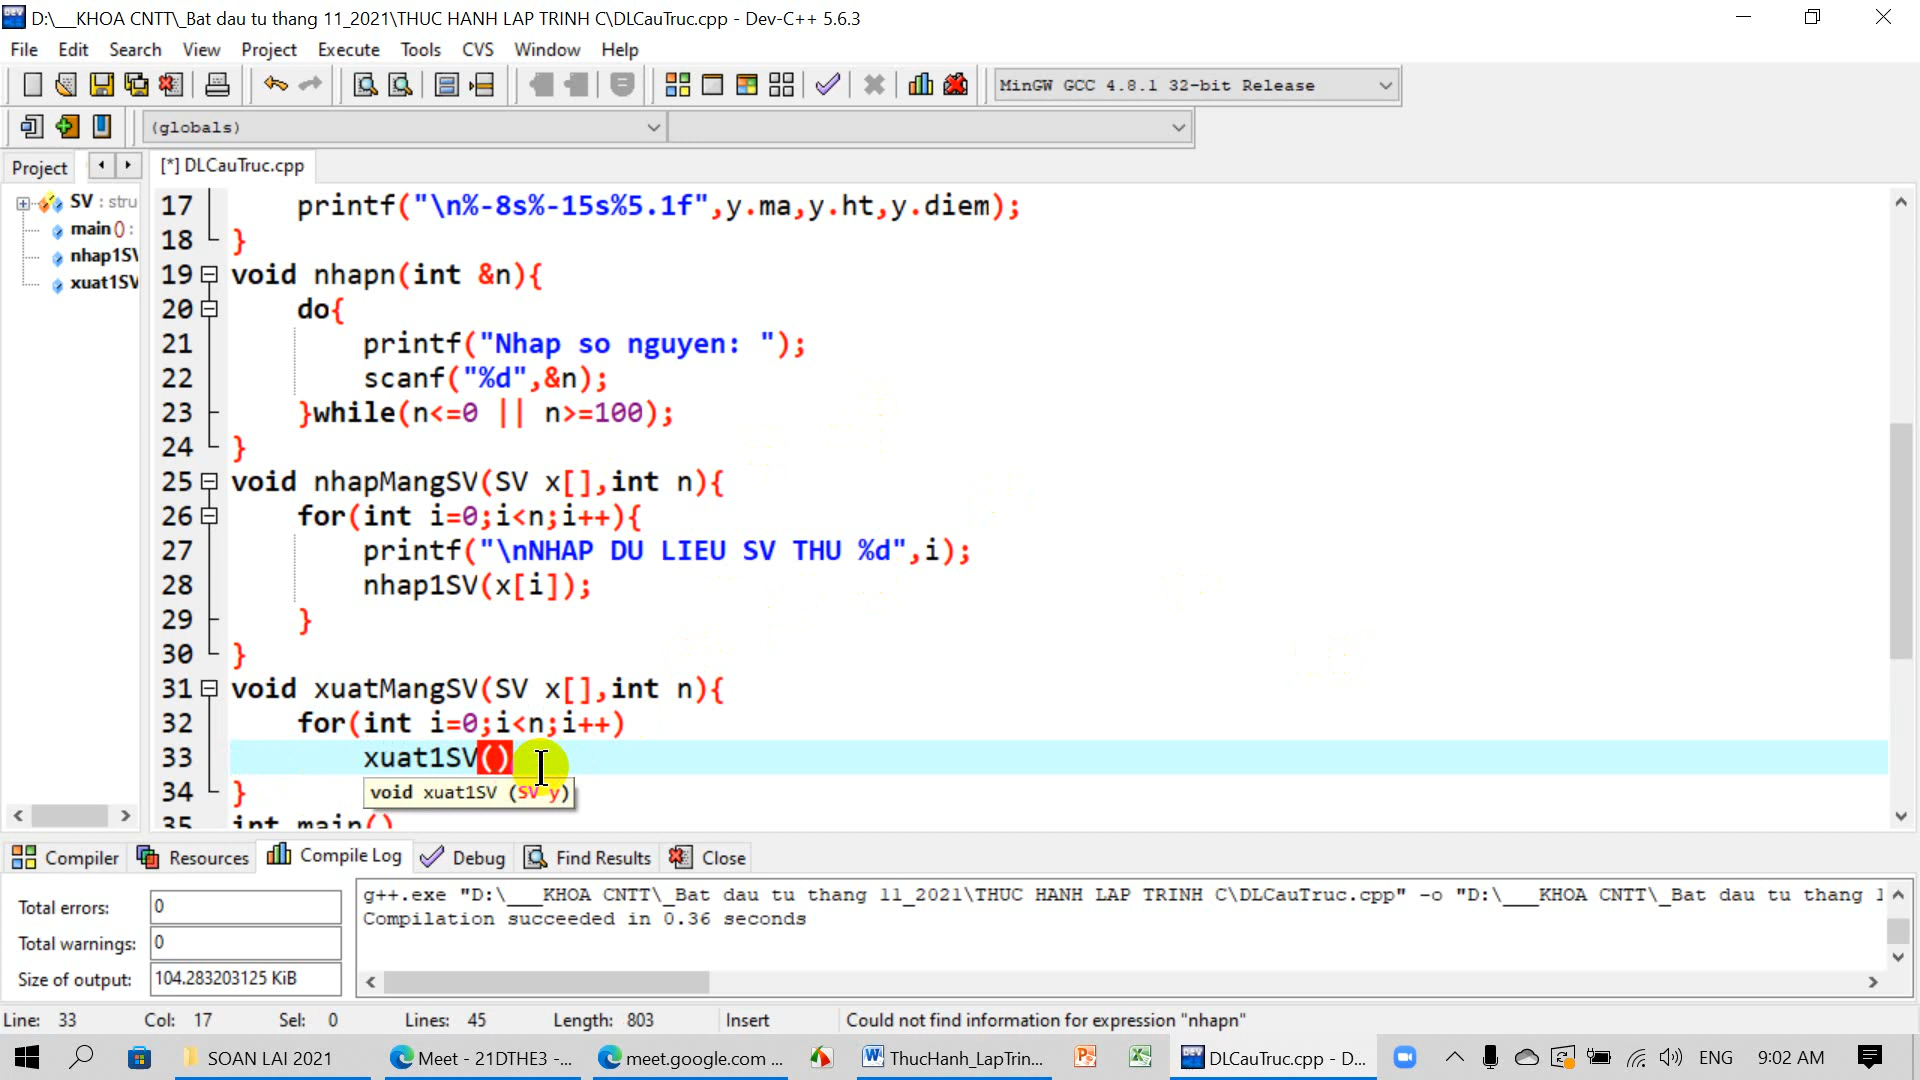 D:\___KHOA CNTT\_Bat dau tu thang 11_2021\THUC HANH LAP TRINH C\DLCauTruc.cpp - Dev-C++ 5.6.3
File Edit Search View Project Execute Tools CVS Window Help
MinGW GCC 4.8.1 32-bit Release
(globals)
Project
[*] DLCauTruc.cpp
SV : stru
main() :
nhap1SV
xuat1SV
17 printf("\n%-8s%-15s%5.1f",y.ma,y.ht,y.diem);
18 }
19 void nhapn(int &n){
20 do{
21 printf("Nhap so nguyen: ");
22 scanf("%d",&n);
23 }while(n<=0 || n>=100);
24 }
25 void nhapMangSV(SV x[],int n){
26 for(int i=0;i<n;i++){
27 printf("\nNHAP DU LIEU SV THU %d",i);
28 nhap1SV(x[i]);
29 }
30 }
31 void xuatMangSV(SV x[],int n){
32 for(int i=0;i<n;i++)
33 xuat1SV()
34 }
void xuat1SV (SV y)
35 int main()
Compiler Resources Compile Log Debug Find Results Close
Total errors: 0
Total warnings: 0
Size of output: 104.283203125 KiB
g++.exe "D:\___KHOA CNTT\_Bat dau tu thang 11_2021\THUC HANH LAP TRINH C\DLCauTruc.cpp" -o "D:\___KHOA CNTT\_Bat dau tu thang 1
Compilation succeeded in 0.36 seconds
Line: 33 Col: 17 Sel: 0 Lines: 45 Length: 803 Insert Could not find information for expression "nhapn"
SOAN LAI 2021 Meet - 21DTHE3 -... meet.google.com ... ThucHanh_LapTrin... DLCauTruc.cpp - D... ENG 9:02 AM